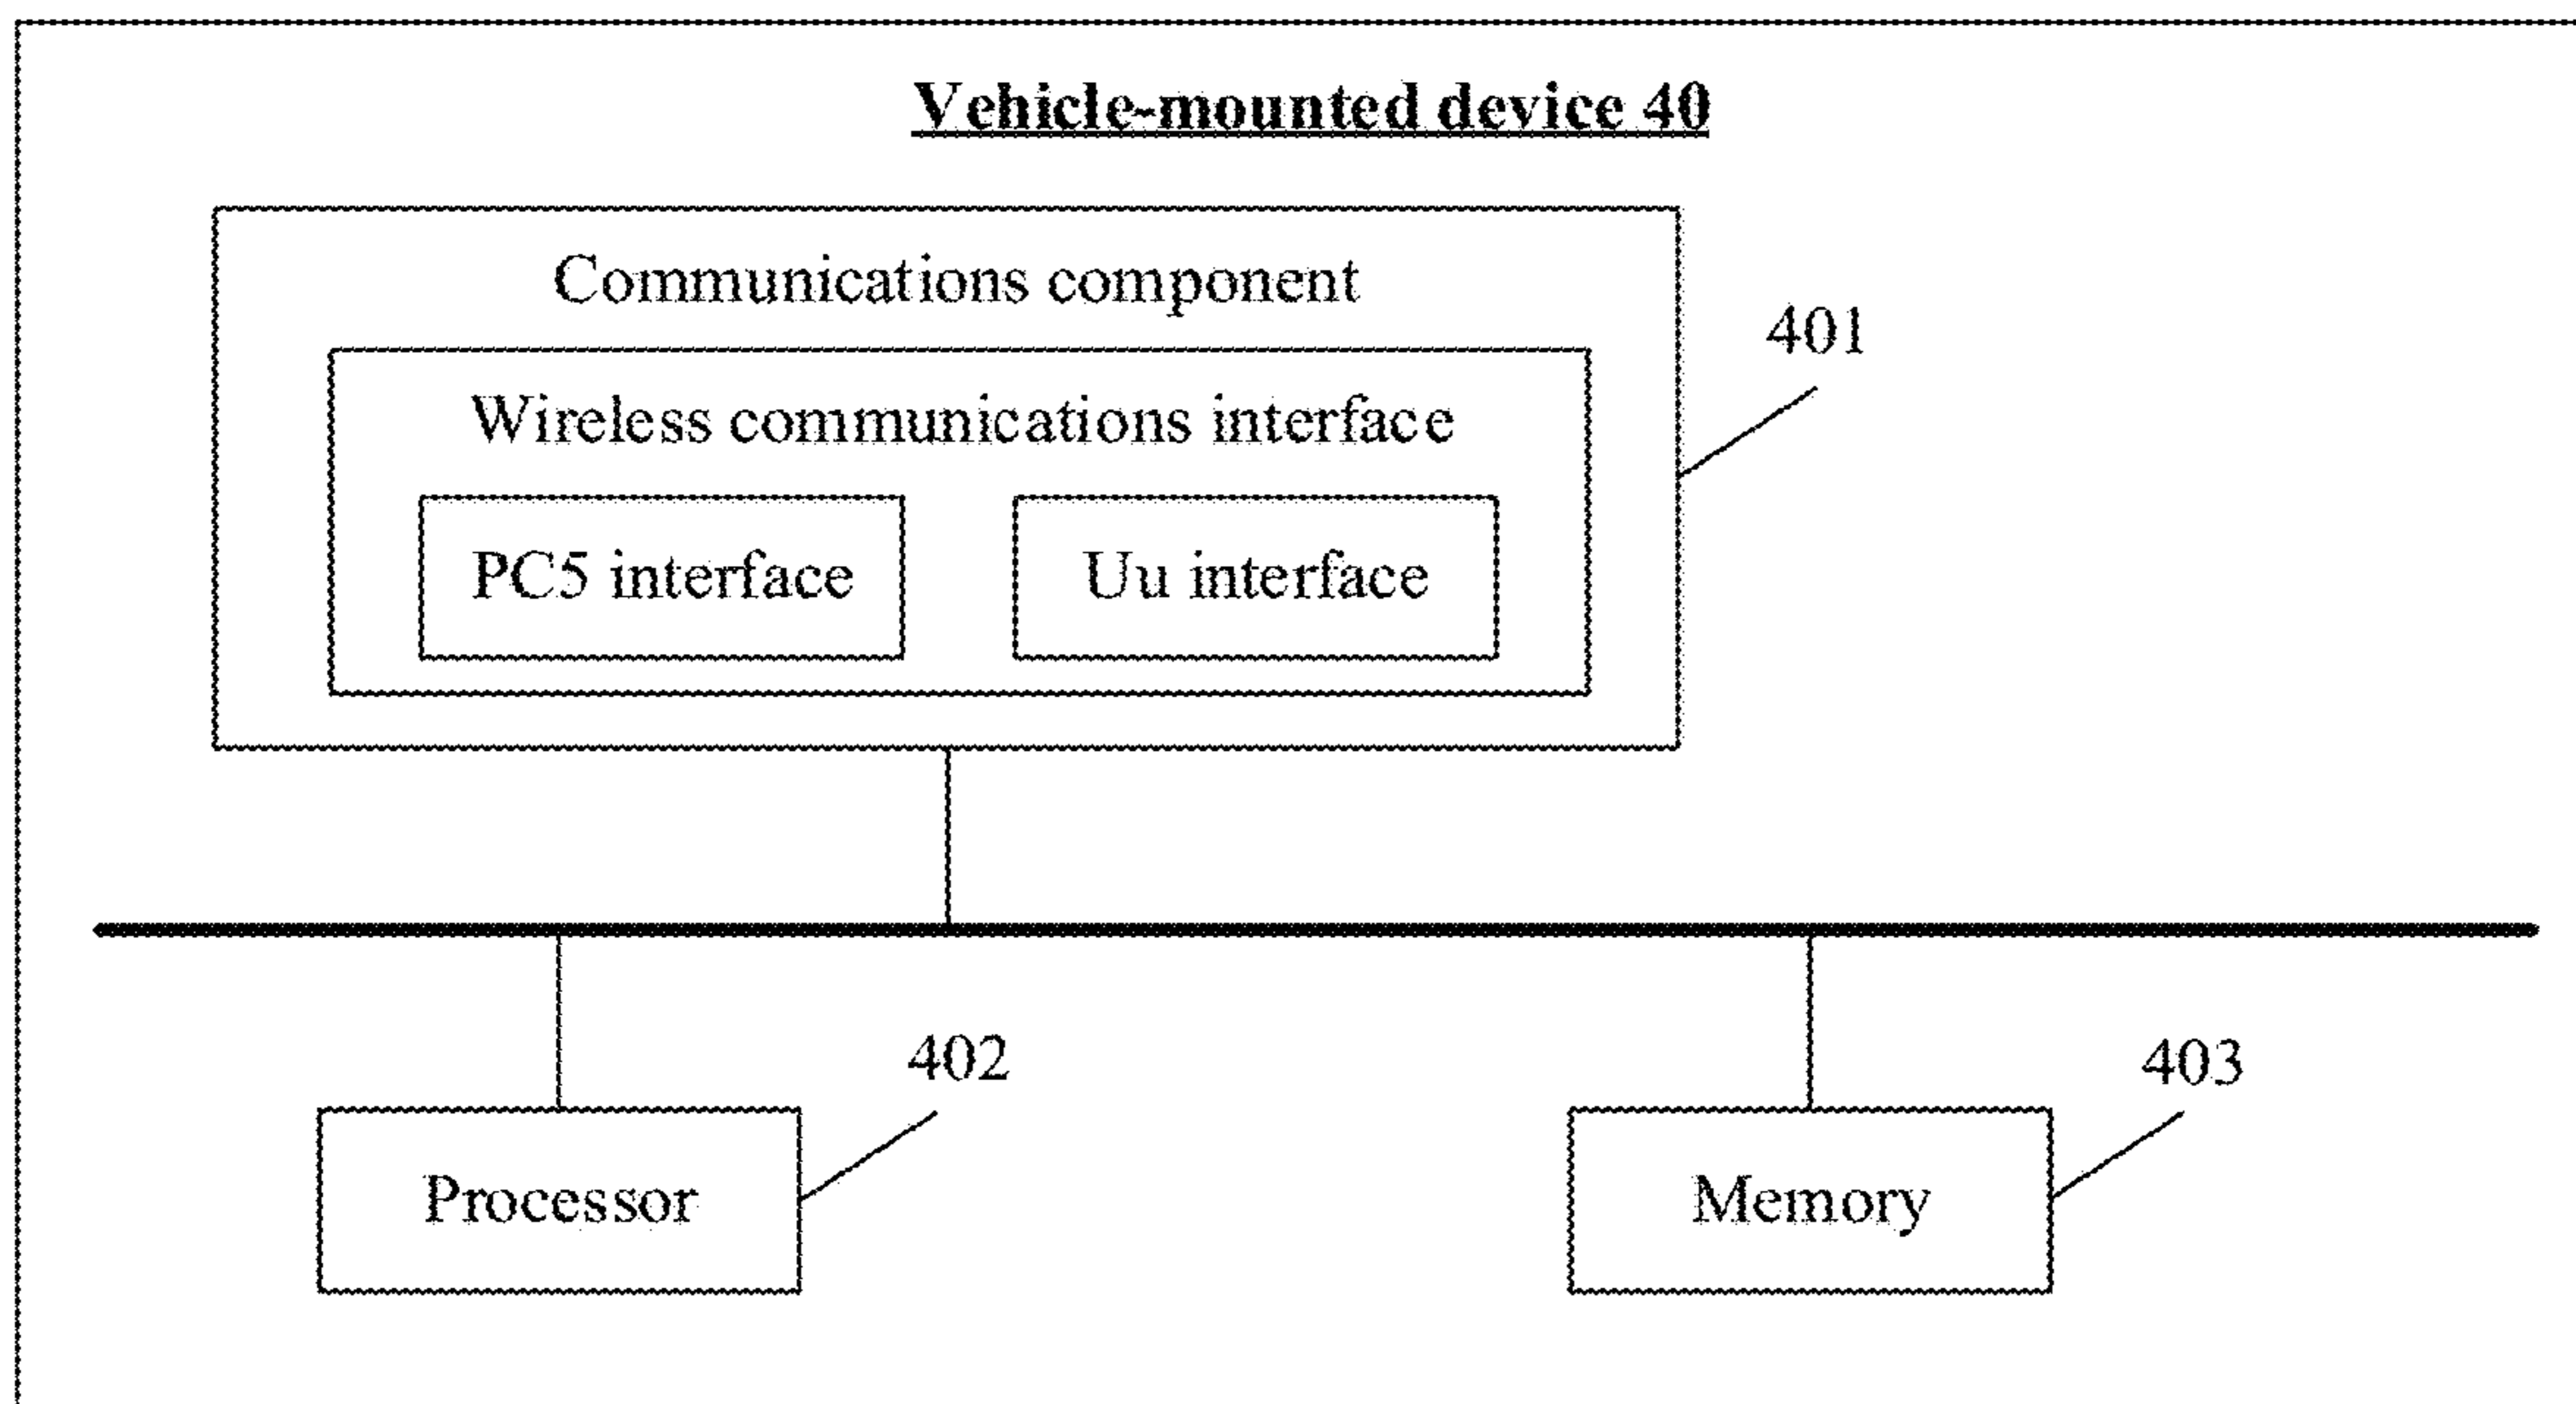 Vehicle-mounted device 40
Communications component
401
Wireless communications interface
PC5 interface
Uu interface
402
403
Processor
Memory